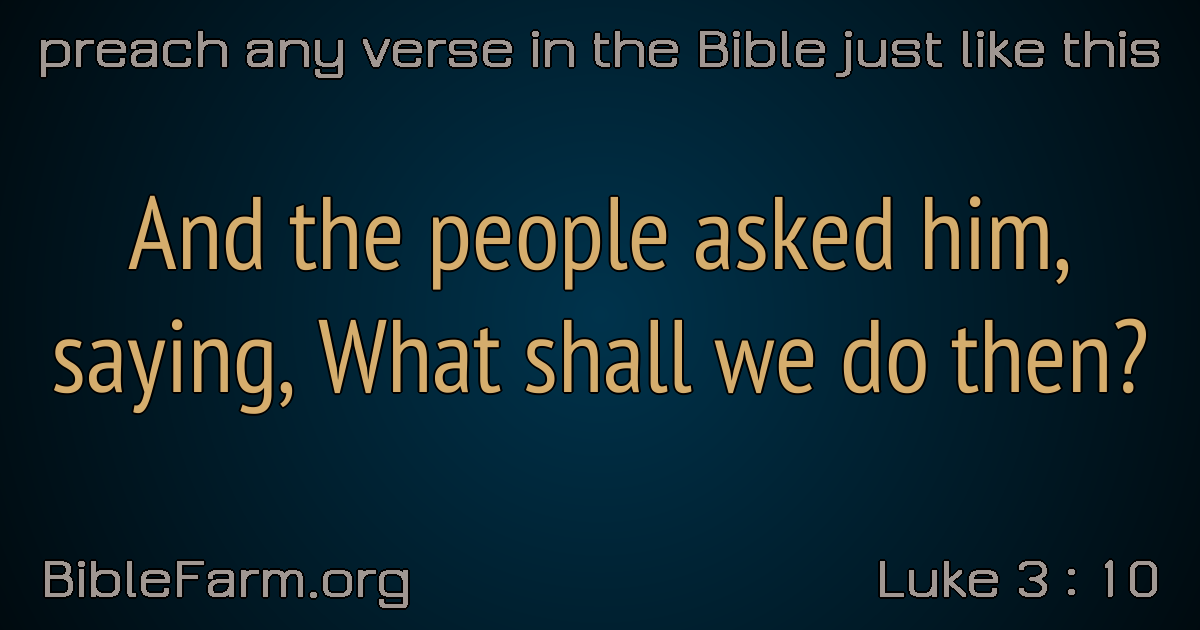 preach any verse in the Bible just like this
And the people asked him,
saying, What shall we do then?
BibleFarm.org
Luke 3 : 10